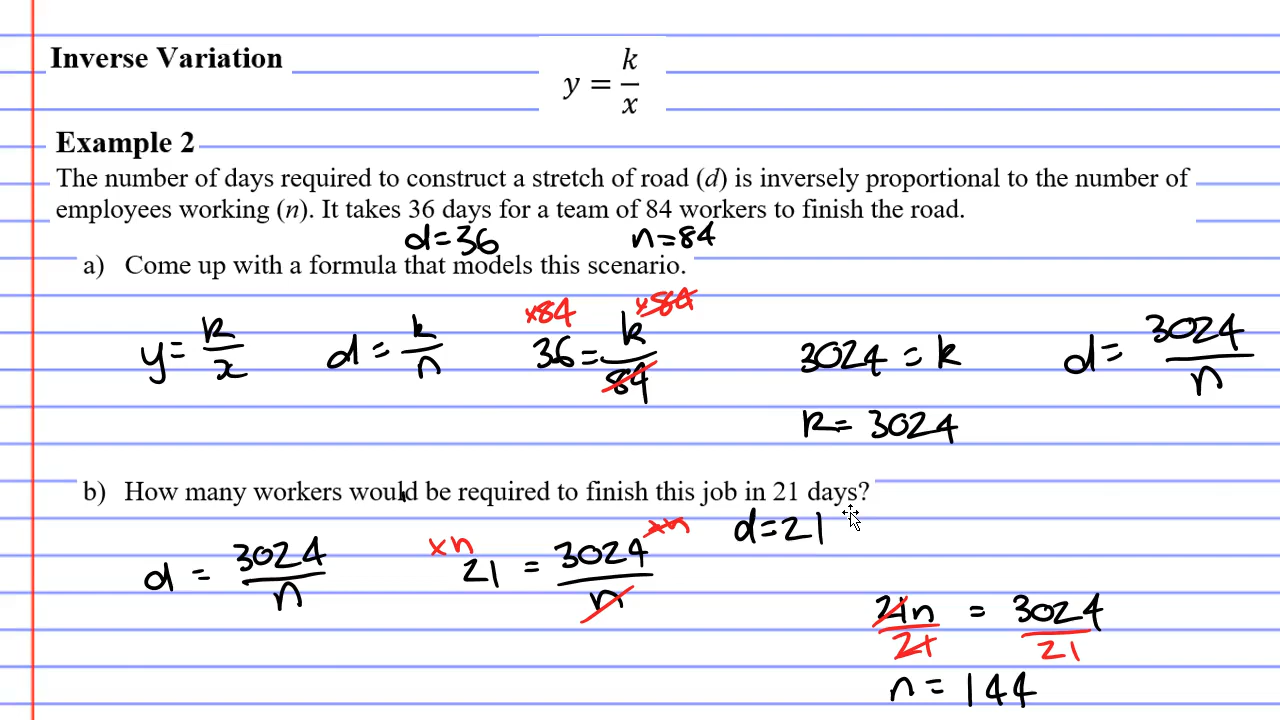 Inverse Variation
y = k/x
Example 2
The number of days required to construct a stretch of road (d) is inversely proportional to the number of
employees working (n). It takes 36 days for a team of 84 workers to finish the road.
d=36 n=84
a) Come up with a formula that models this scenario.
×84 ×84
y = k/x d = k/n 36 = k/84 3024 = k d = 3024/n
k = 3024
b) How many workers would be required to finish this job in 21 days?
d=21
×n ×n
d = 3024/n 21 = 3024/n
21n/21 = 3024/21
n = 144